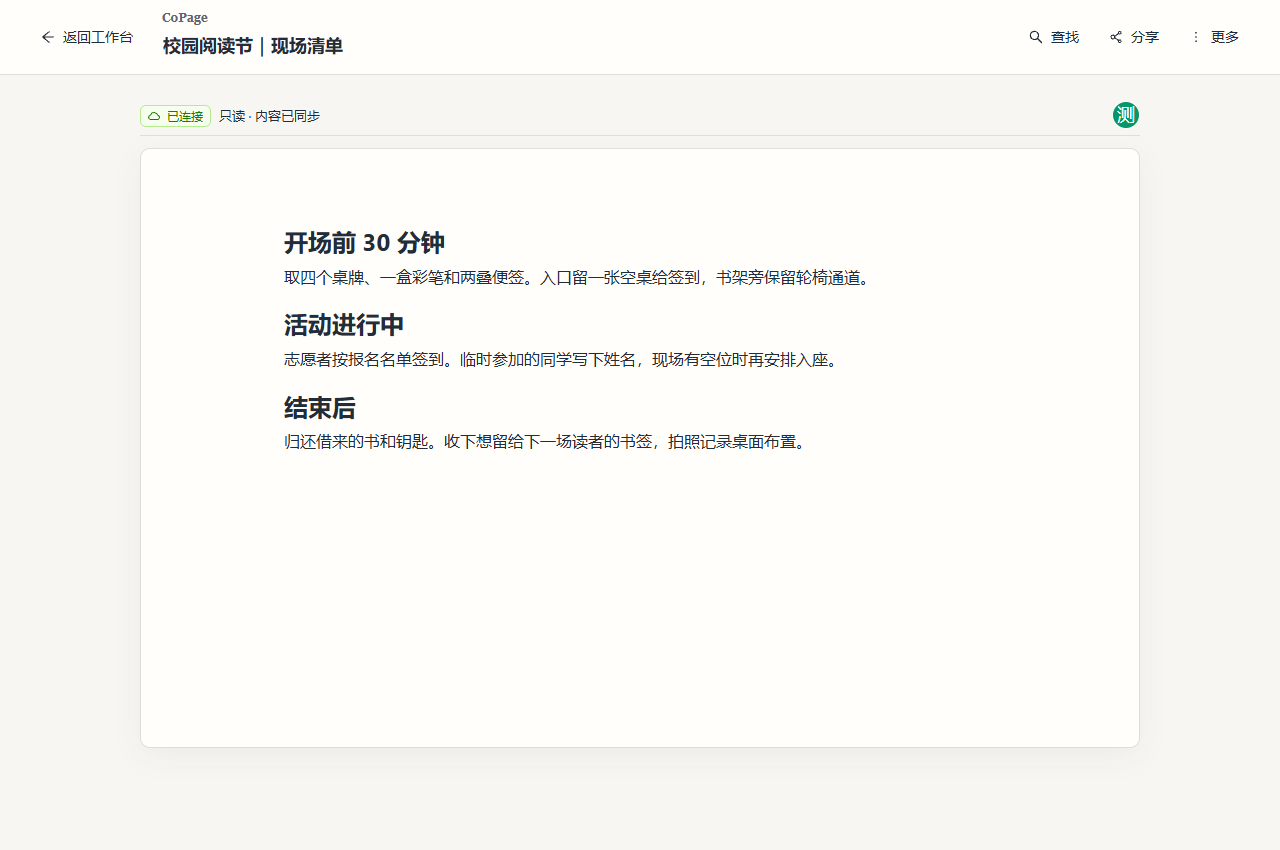 CoPage
返回工作台
校园阅读节｜现场清单
查找
分享
更多
已连接
只读 · 内容已同步
测
开场前 30 分钟
取四个桌牌、一盒彩笔和两叠便签。入口留一张空桌给签到，书架旁保留轮椅通道。
活动进行中
志愿者按报名名单签到。临时参加的同学写下姓名，现场有空位时再安排入座。
结束后
归还借来的书和钥匙。收下想留给下一场读者的书签，拍照记录桌面布置。